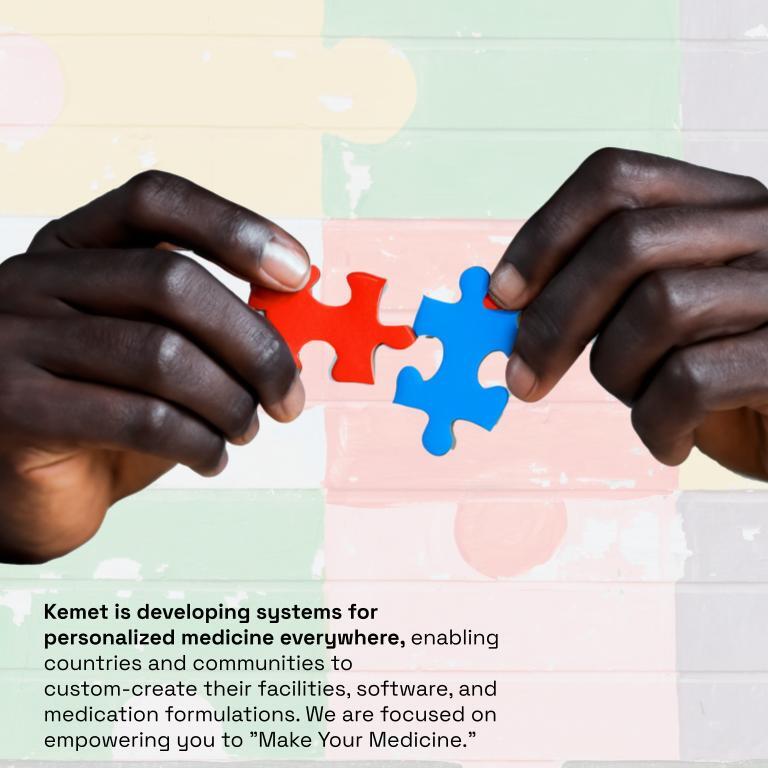 Kemet is developing systems for
personalized medicine everywhere, enabling
countries and communities to
custom-create their facilities, software, and
medication formulations. We are focused on
empowering you to "Make Your Medicine."